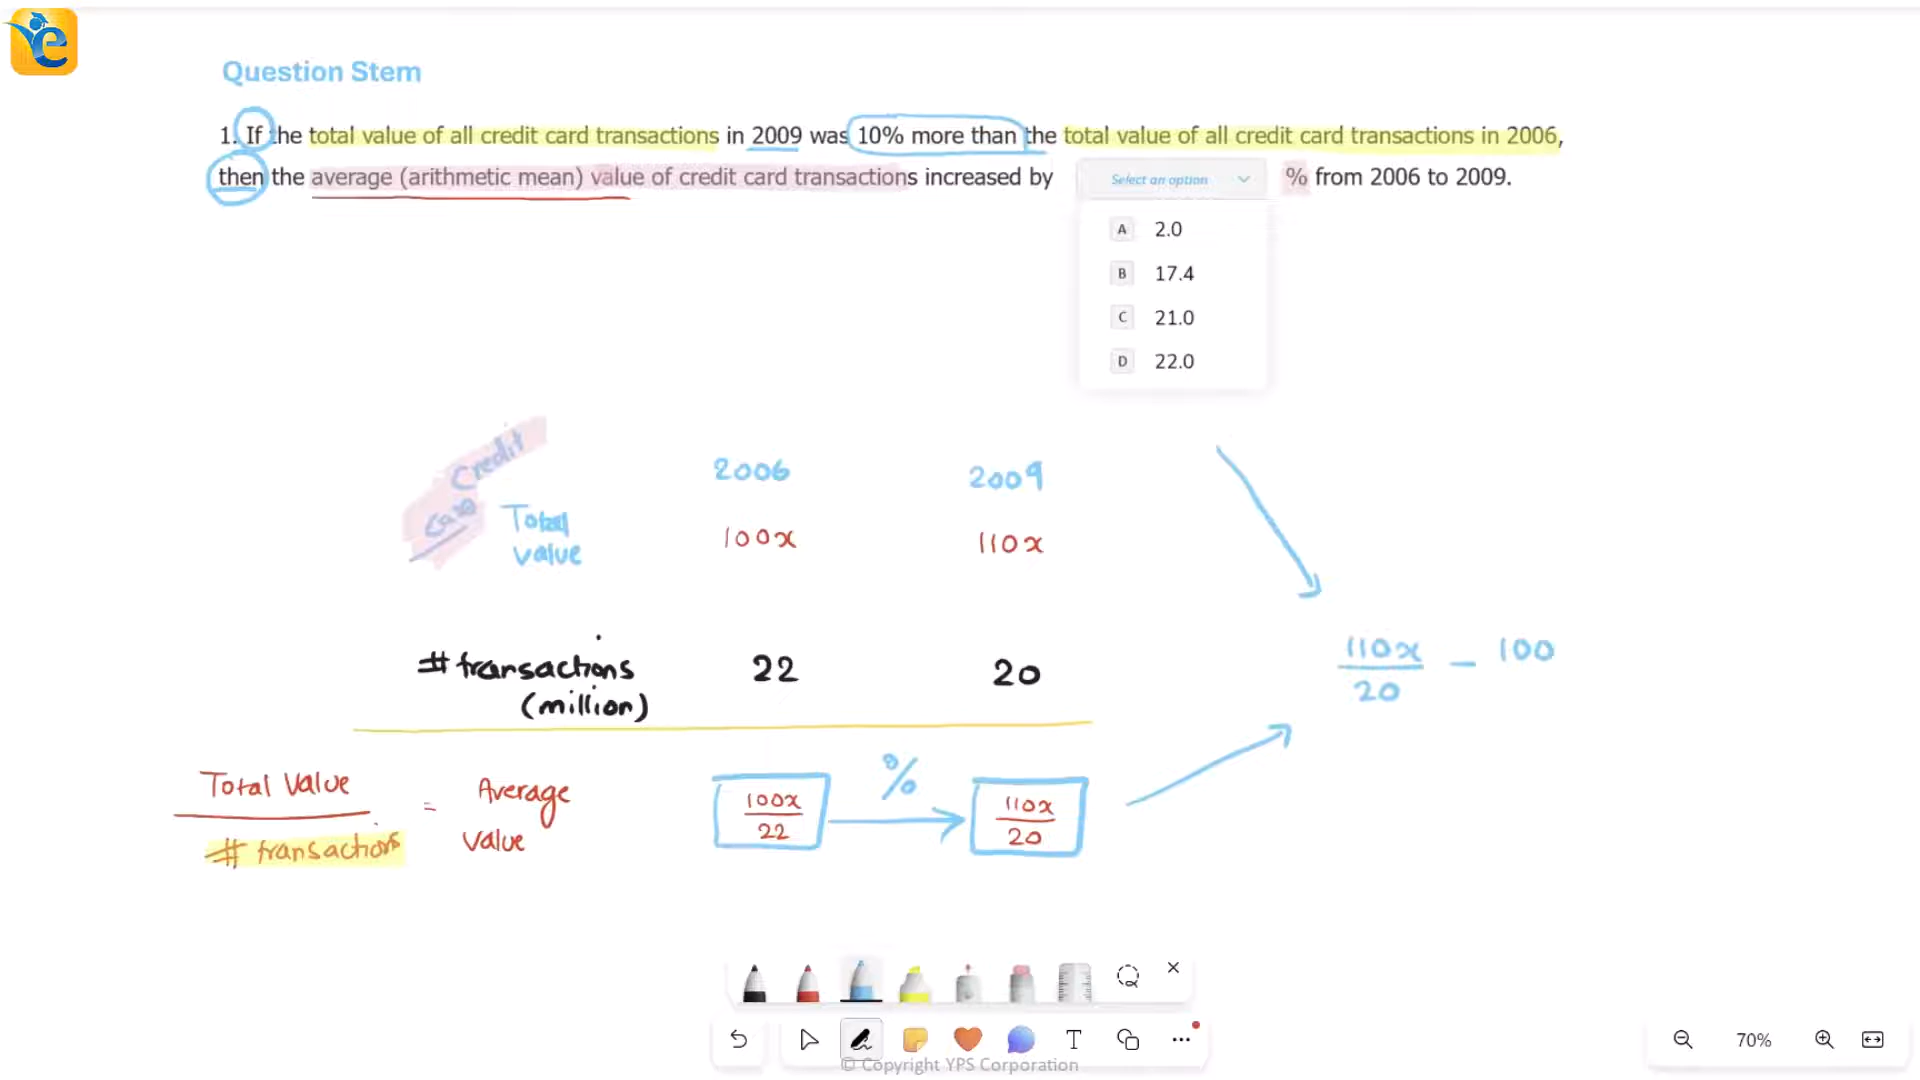 Question Stem
1. If the total value of all credit card transactions in 2009 was 10% more than the total value of all credit card transactions in 2006,
then the average (arithmetic mean) value of credit card transactions increased by Select an option % from 2006 to 2009.
A 2.0
B 17.4
C 21.0
D 22.0
Credit
Card
2006 2009
Total
value
100x 110x
# transactions
(million)
22 20
110x
20
- 100
Total Value
# transactions
= Average
Value
100x
22
%
110x
20
T
70%
© Copyright YPS Corporation